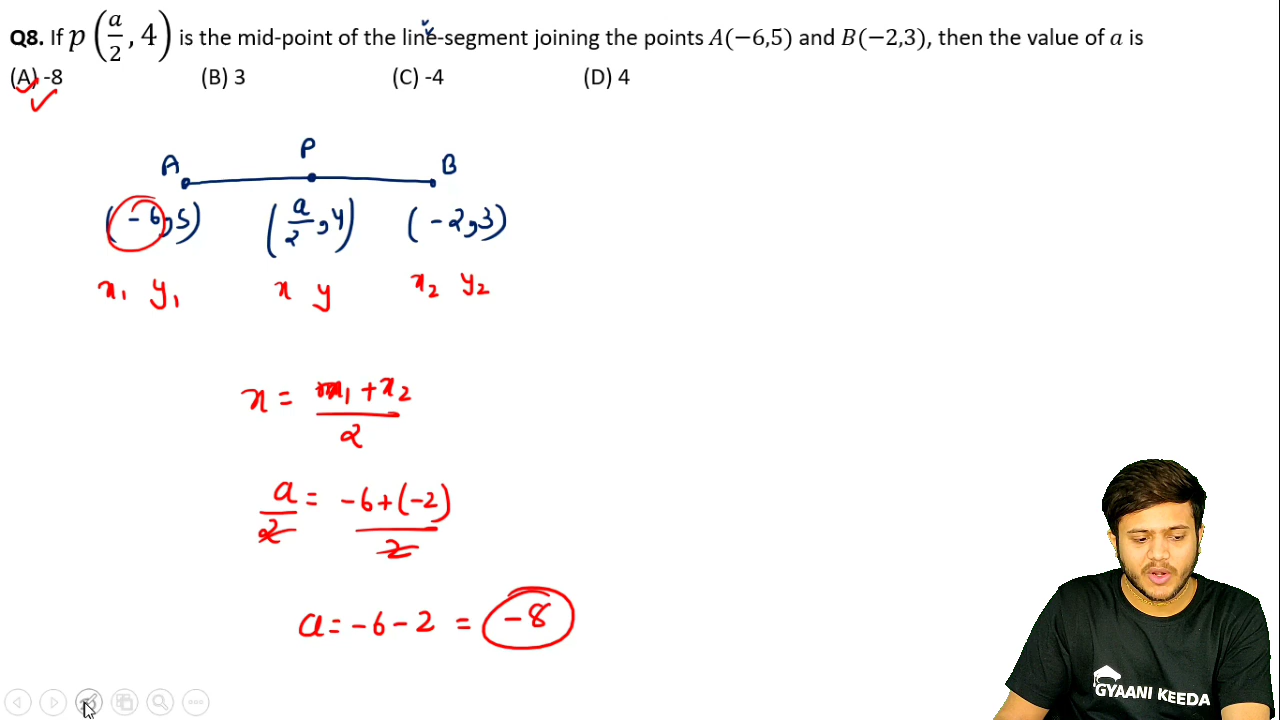 Q8. If p (a/2, 4) is the mid-point of the line-segment joining the points A(−6,5) and B(−2,3), then the value of a is
(A) -8 (B) 3 (C) -4 (D) 4
A P B
(-6,5) (a/2,4) (-2,3)
x₁ y₁ x y x₂ y₂
x = x₁ + x₂ / 2
a/2 = -6+(-2) / 2
a = -6 - 2 = -8
GYAANI KEEDA